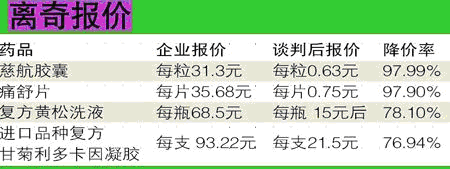 离奇报价
药品 企业报价 谈判后报价 降价率
慈航胶囊 每粒31.3元 每粒0.63元 97.99%
痛舒片 每片35.68元 每片0.75元 97.90%
复方黄松洗液 每瓶68.5元 每瓶 15元后 78.10%
进口品种复方
甘菊利多卡因凝胶 每支 93.22元 每支21.5元 76.94%